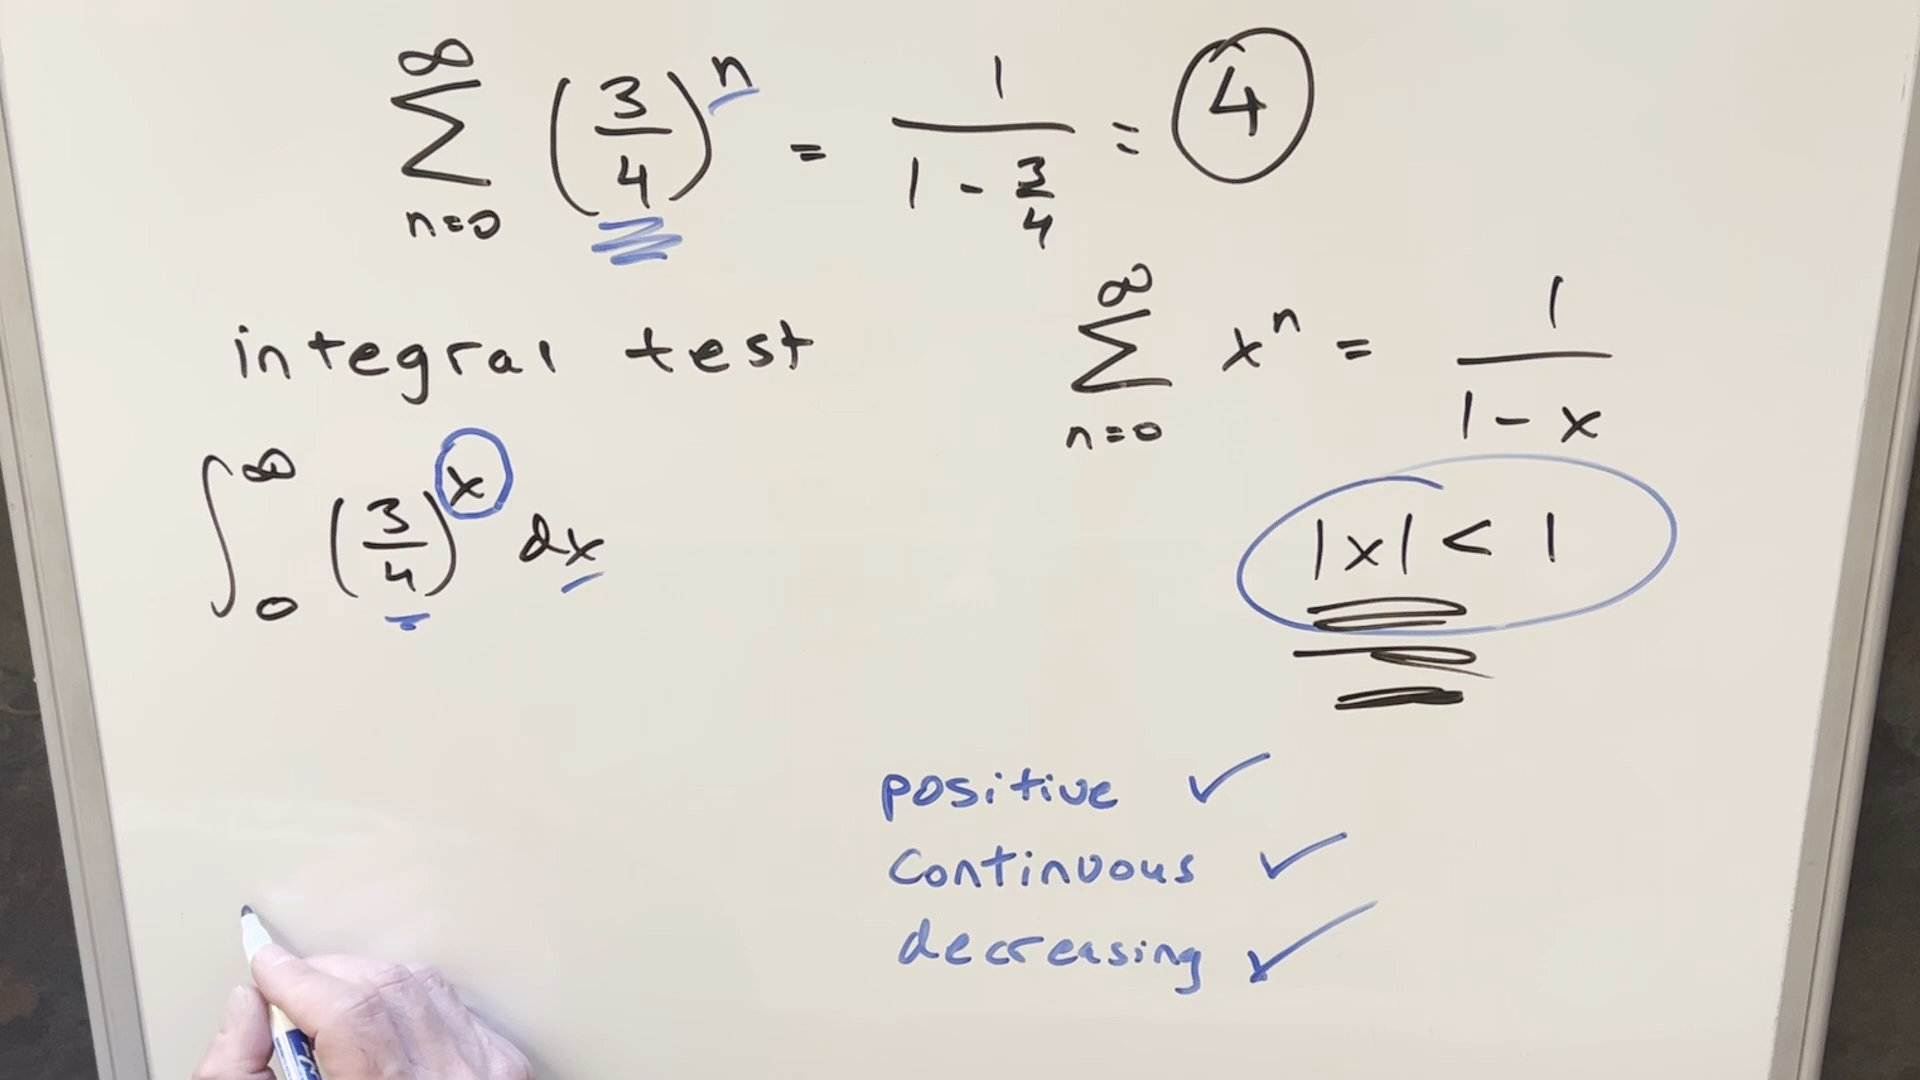 ∞
∑ (3/4)^n = 1/(1 - 3/4) = 4
n=0
integral test
∞
∑ x^n = 1/(1 - x)
n=0
∫_0^∞ (3/4)^x dx
|x| < 1
positive ✓
continuous ✓
decreasing ✓